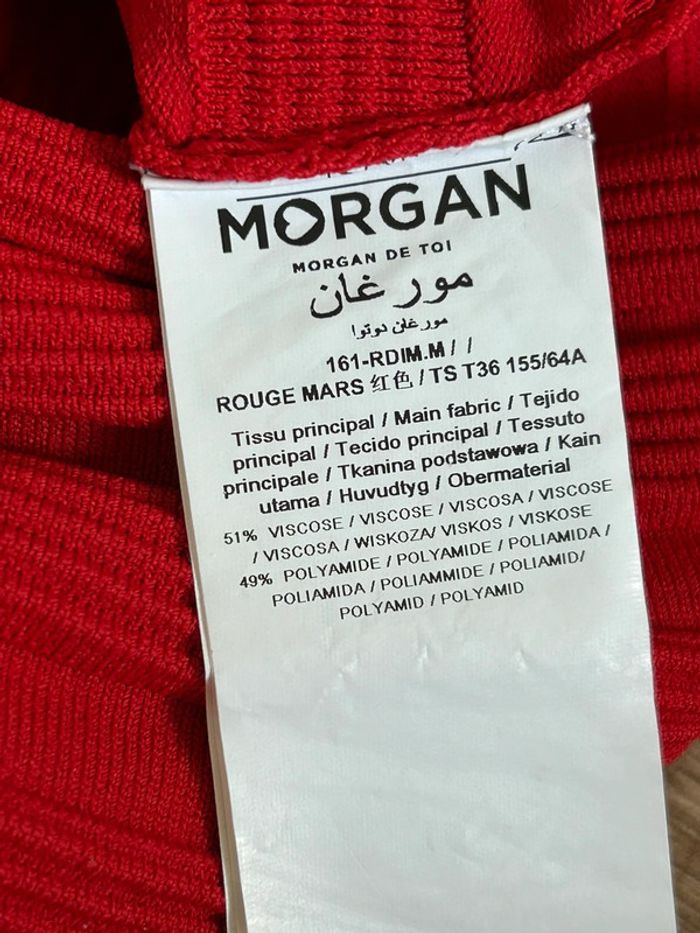 MORGAN
MORGAN DE TOI
مورغان
مورغان دوتوا
161-RDIM.M / /
ROUGE MARS 红色 / TS T36 155/64A
Tissu principal / Main fabric / Tejido
principal / Tecido principal / Tessuto
principale / Tkanina podstawowa / Kain
utama / Huvudtyg / Obermaterial
51% VISCOSE / VISCOSE / VISCOSA / VISCOSE
/ VISCOSA / WISKOZA/ VISKOS / VISKOSE
49% POLYAMIDE / POLYAMIDE / POLIAMIDA /
POLIAMIDA / POLIAMMIDE / POLIAMID/
POLYAMID / POLYAMID